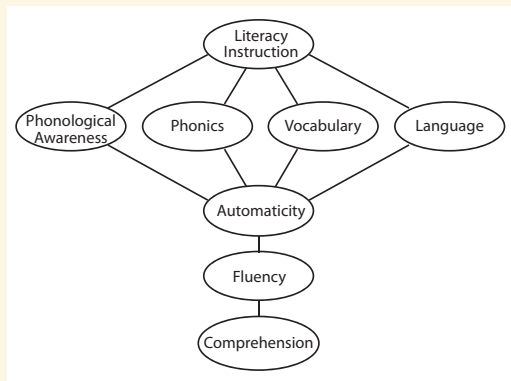 Literacy
Instruction
Phonological
Awareness
Phonics
Vocabulary
Language
Automaticity
Fluency
Comprehension